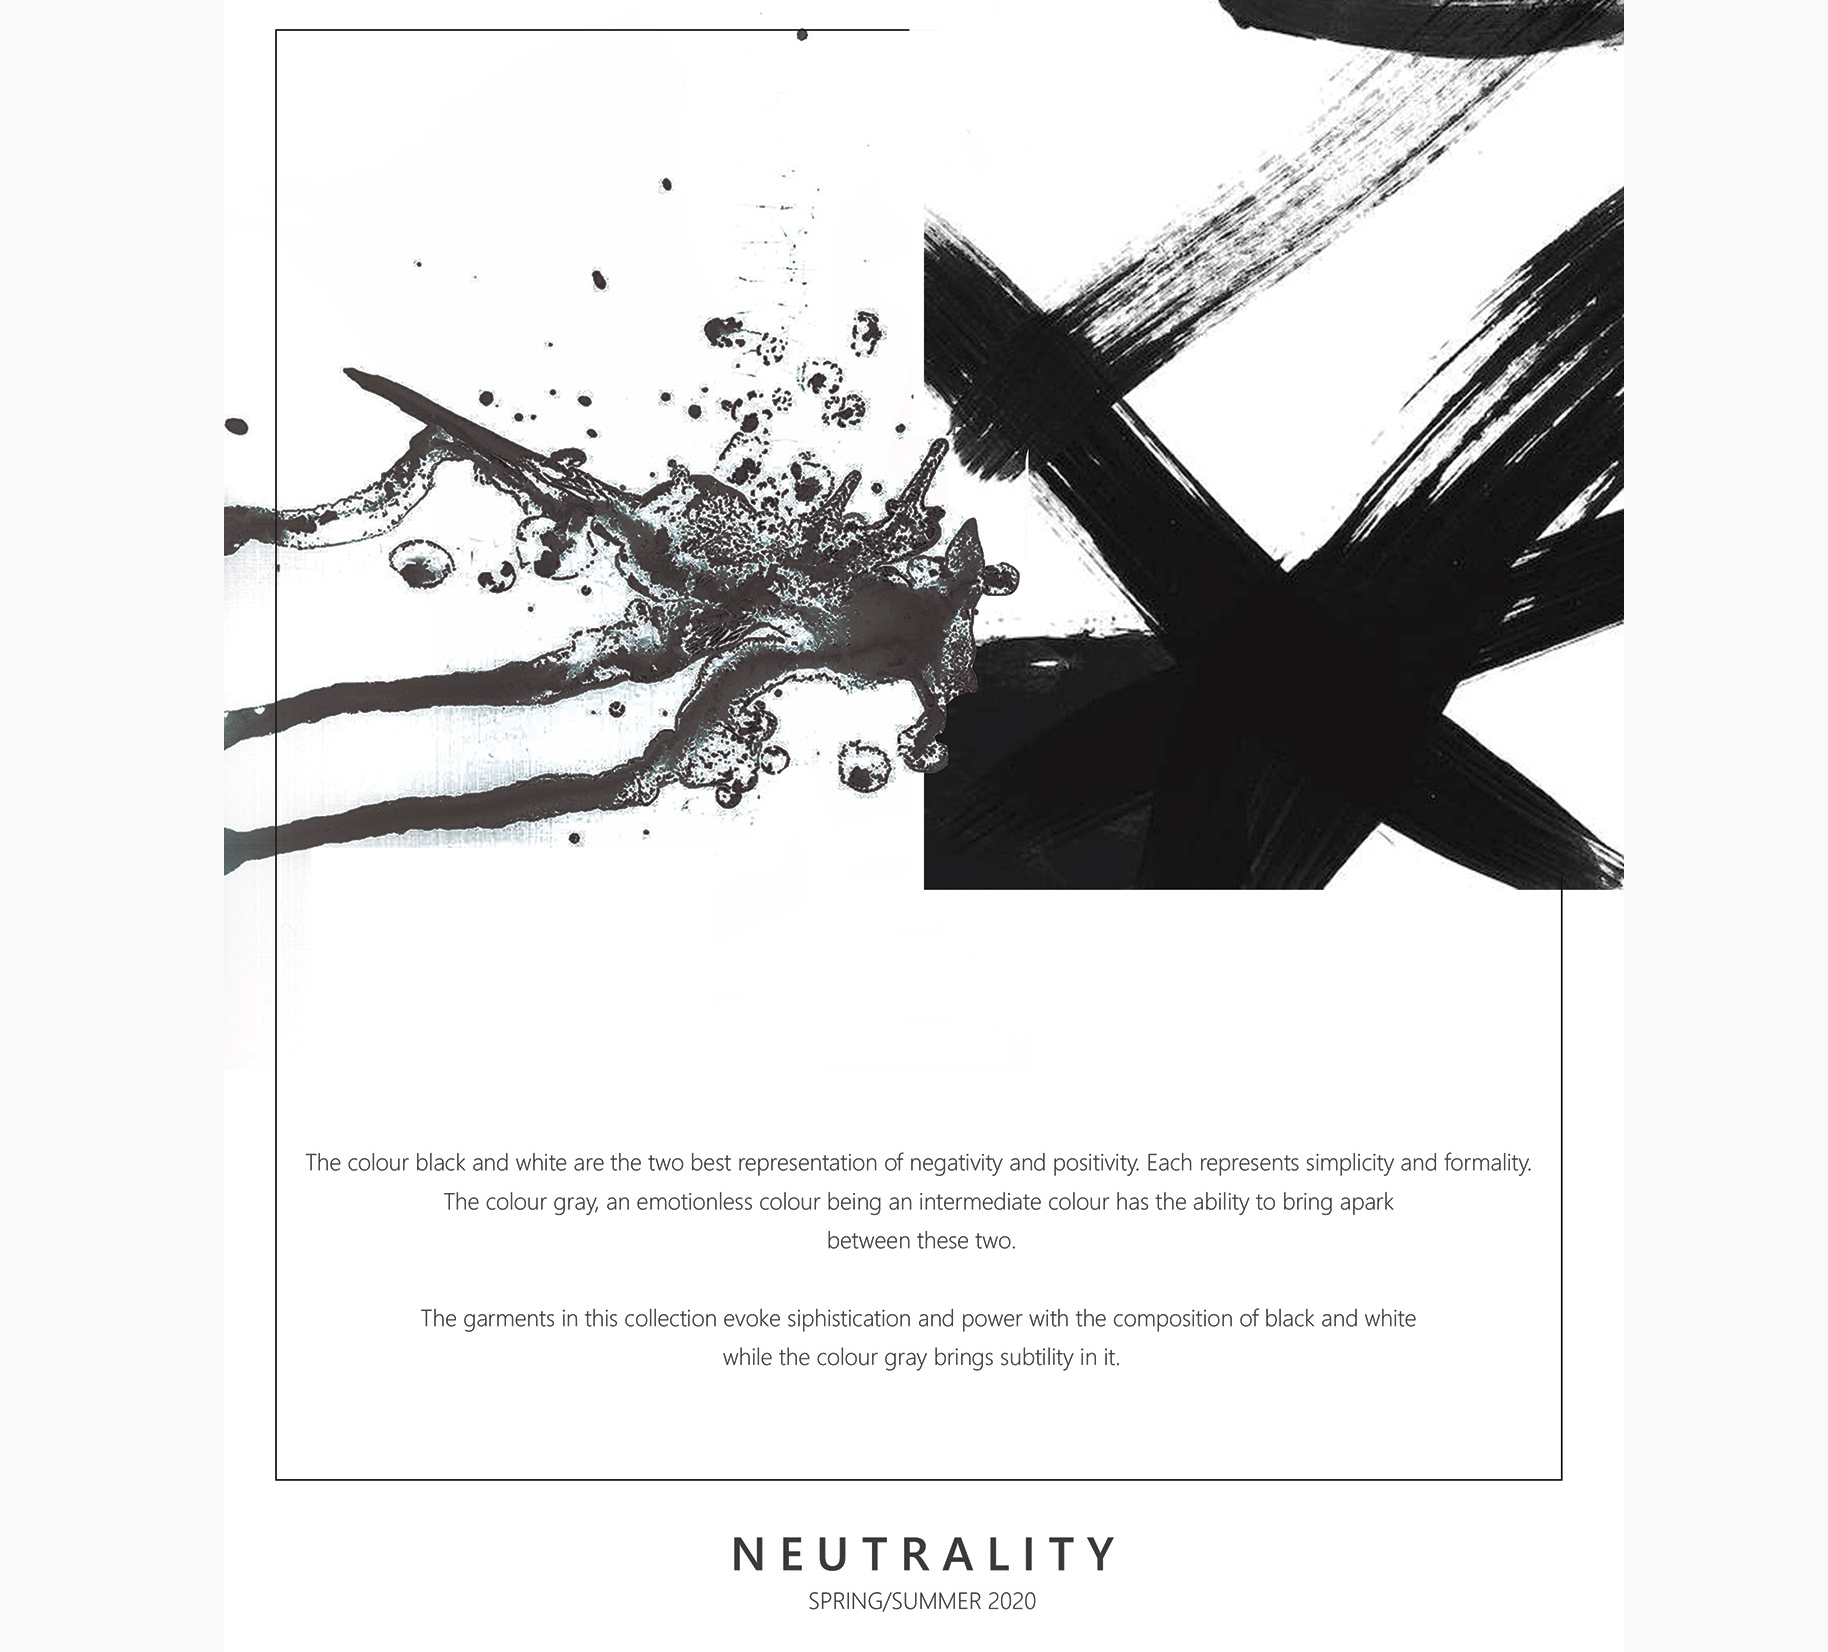 The colour black and white are the two best representation of negativity and positivity. Each represents simplicity and formality.
The colour gray, an emotionless colour being an intermediate colour has the ability to bring apark
between these two.
The garments in this collection evoke siphistication and power with the composition of black and white
while the colour gray brings subtility in it.
NEUTRALITY
SPRING/SUMMER 2020